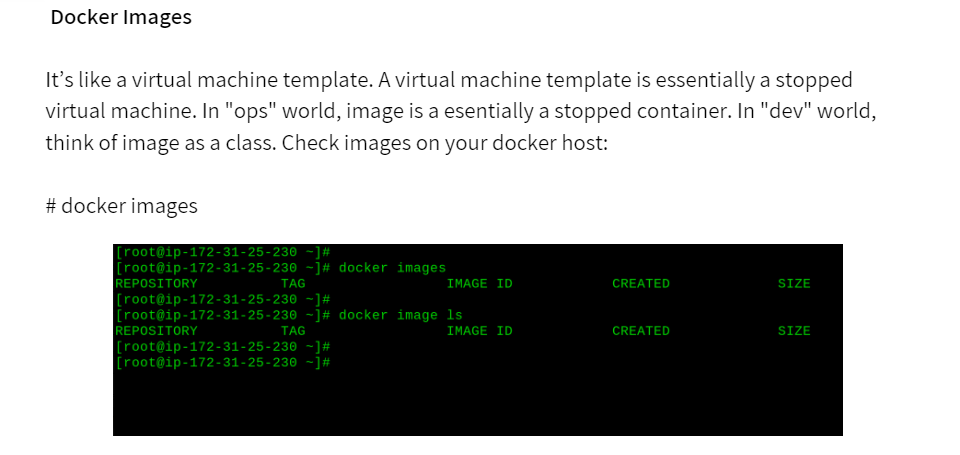 Docker Images
It’s like a virtual machine template. A virtual machine template is essentially a stopped
virtual machine. In "ops" world, image is a esentially a stopped container. In "dev" world,
think of image as a class. Check images on your docker host:
# docker images
[root@ip-172-31-25-230 ~]#
[root@ip-172-31-25-230 ~]# docker images
REPOSITORY TAG IMAGE ID CREATED SIZE
[root@ip-172-31-25-230 ~]#
[root@ip-172-31-25-230 ~]# docker image ls
REPOSITORY TAG IMAGE ID CREATED SIZE
[root@ip-172-31-25-230 ~]#
[root@ip-172-31-25-230 ~]#